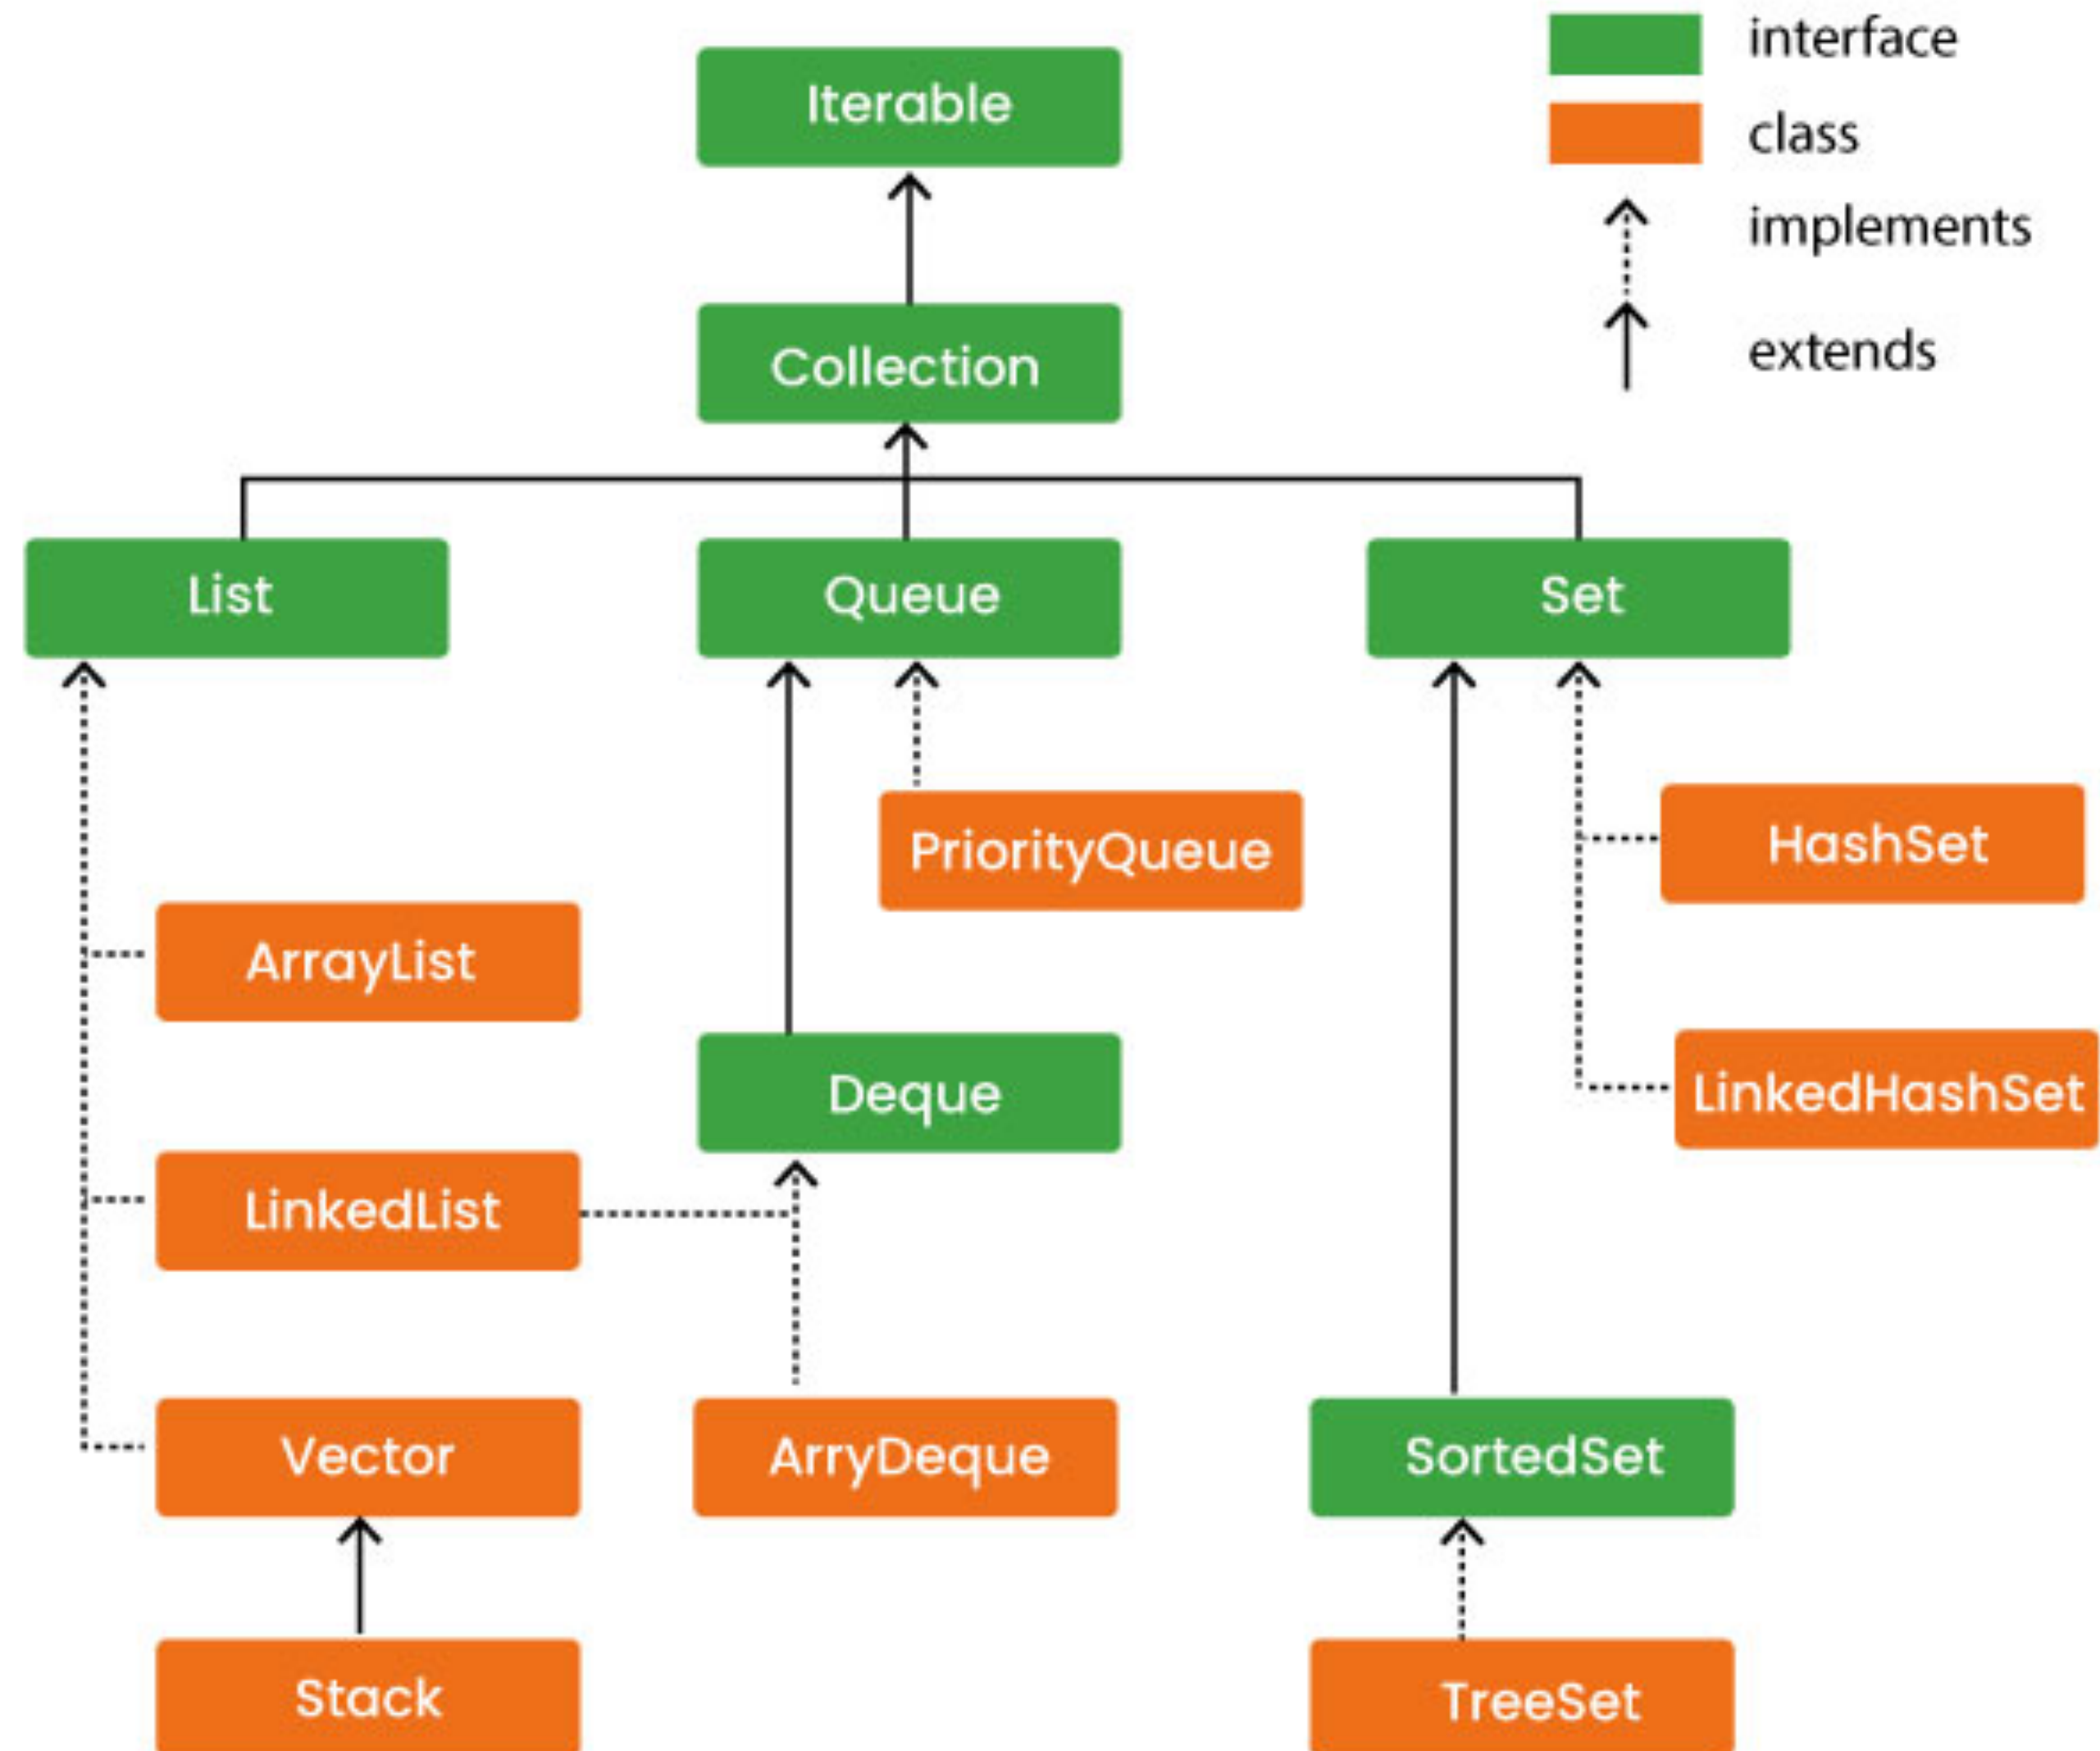 interface
Iterable
class
implements
Collection
extends
List
Queue
Set
PriorityQueue
HashSet
ArrayList
Deque
LinkedHashSet
LinkedList
Vector
ArryDeque
SortedSet
Stack
TreeSet